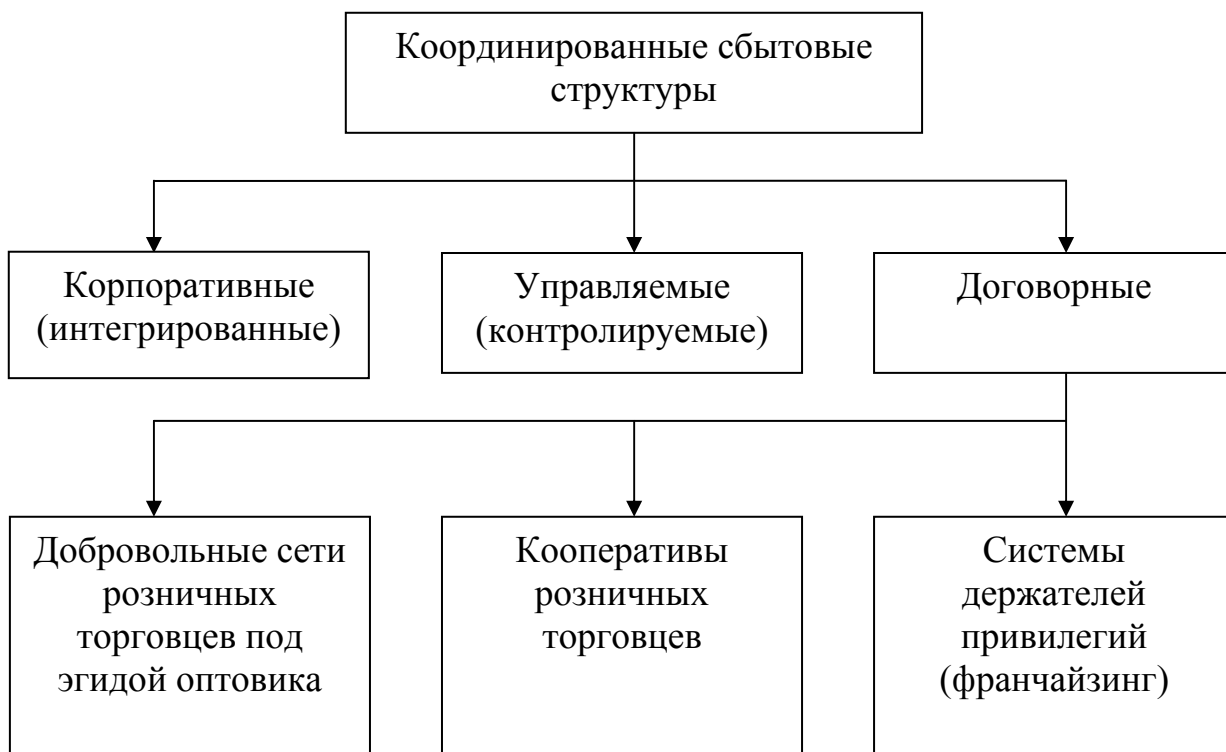 Координированные сбытовые
структуры
Корпоративные
(интегрированные)
Управляемые
(контролируемые)
Договорные
Добровольные сети
розничных
торговцев под
эгидой оптовика
Кооперативы
розничных
торговцев
Системы
держателей
привилегий
(франчайзинг)